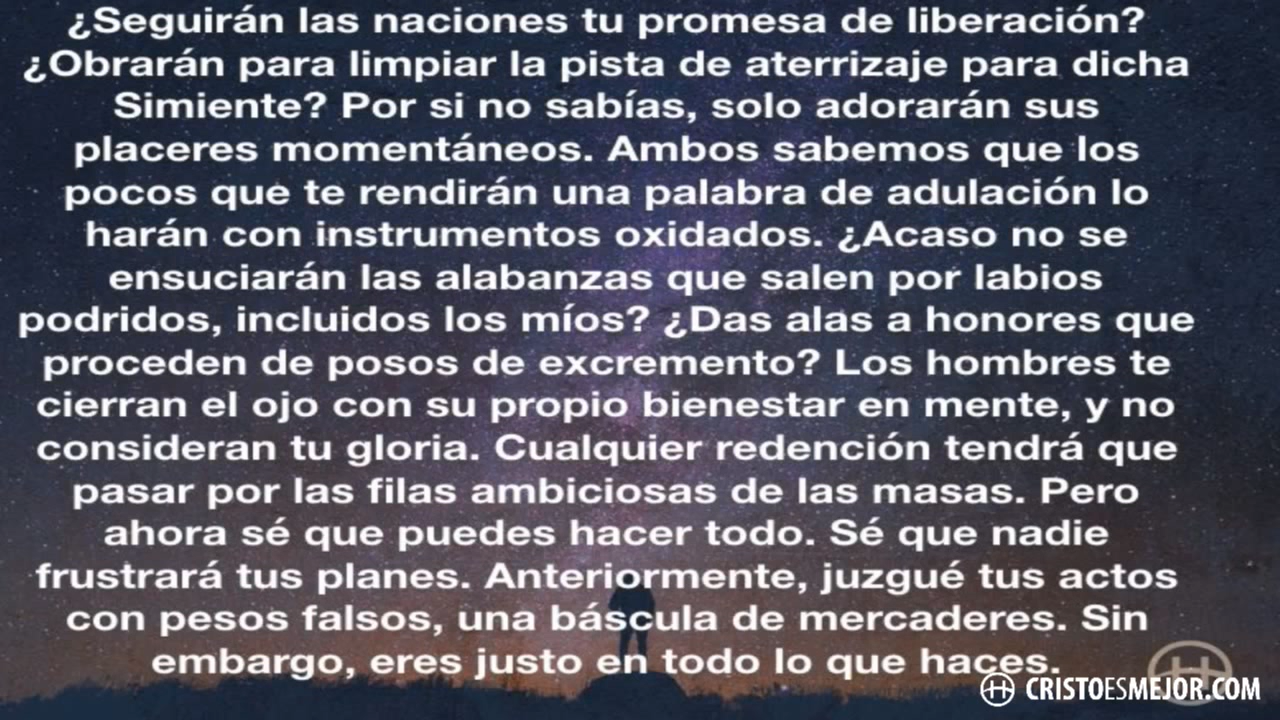 ¿Seguirán las naciones tu promesa de liberación?
¿Obrarán para limpiar la pista de aterrizaje para dicha
Simiente? Por si no sabías, solo adorarán sus
placeres momentáneos. Ambos sabemos que los
pocos que te rendirán una palabra de adulación lo
harán con instrumentos oxidados. ¿Acaso no se
ensuciarán las alabanzas que salen por labios
podridos, incluidos los míos? ¿Das alas a honores que
proceden de posos de excremento? Los hombres te
cierran el ojo con su propio bienestar en mente, y no
consideran tu gloria. Cualquier redención tendrá que
pasar por las filas ambiciosas de las masas. Pero
ahora sé que puedes hacer todo. Sé que nadie
frustrará tus planes. Anteriormente, juzgué tus actos
con pesos falsos, una báscula de mercaderes. Sin
embargo, eres justo en todo lo que haces.
CRISTOESMEJOR.COM